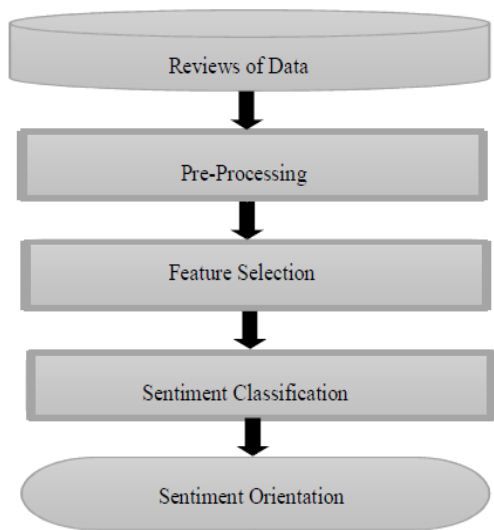 Reviews of Data
Pre-Processing
Feature Selection
Sentiment Classification
Sentiment Orientation